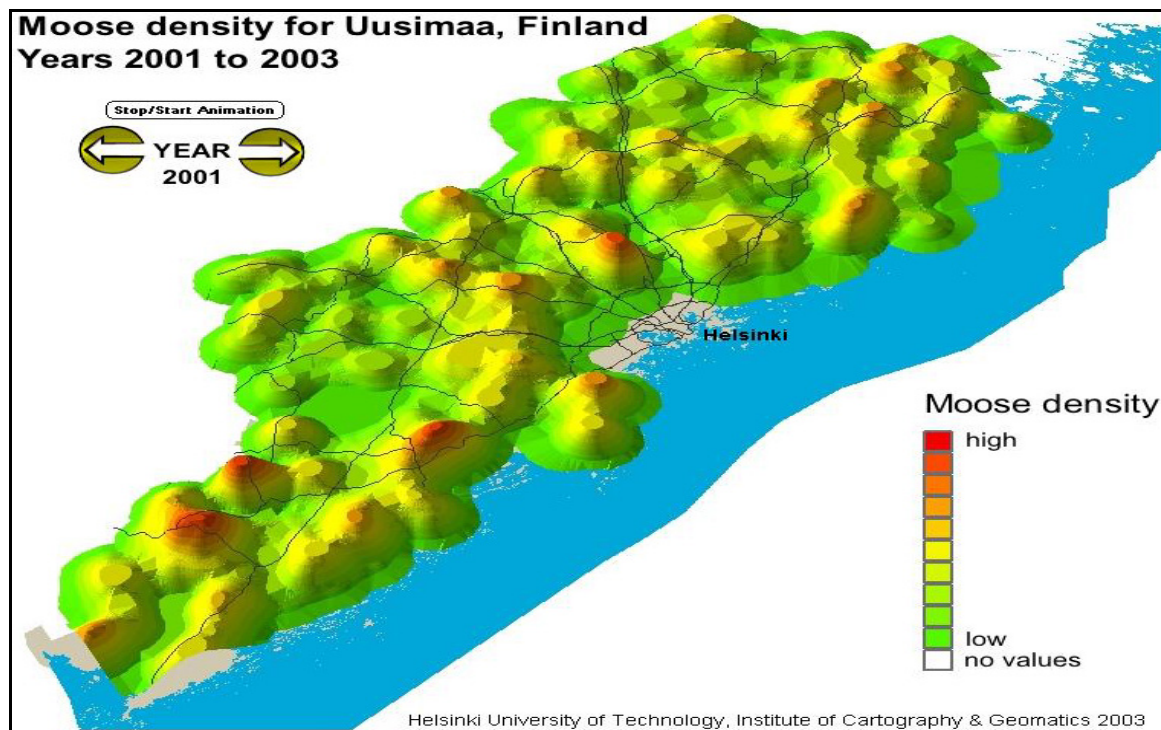 Moose density for Uusimaa, Finland
Years 2001 to 2003
Stop/Start Animation
YEAR
2001
Helsinki
Moose density
high
low
no values
Helsinki University of Technology, Institute of Cartography & Geomatics 2003